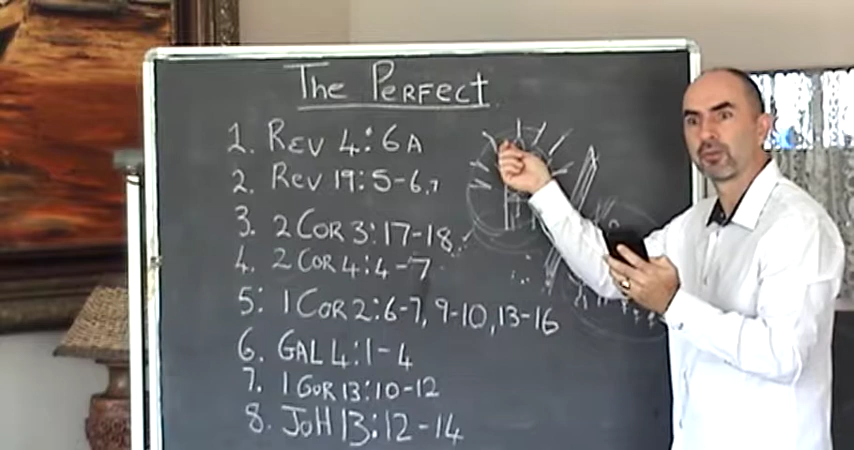 The Perfect
1. Rev 4:6A
2. Rev 19:5-6,7
3. 2 Cor 3:17-18
4. 2 Cor 4:4-7
5: 1 Cor 2:6-7, 9-10, 13-16
6. Gal 4:1-4
7. 1 Cor 13:10-12
8. JOH 13:12-14